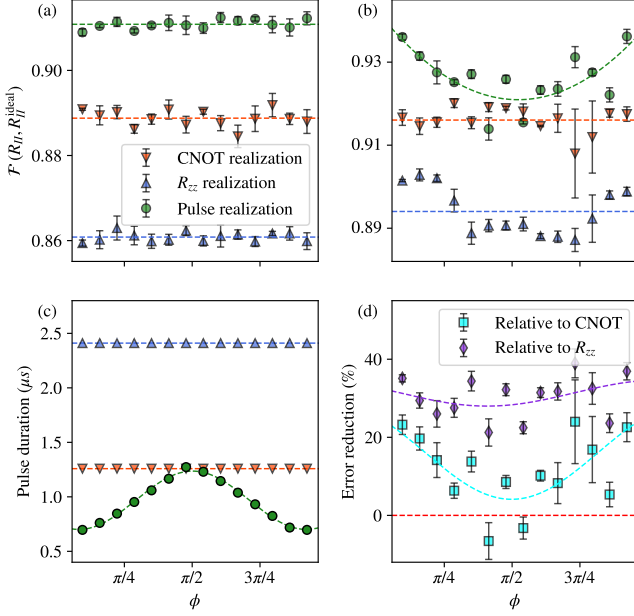 (a)
0.90
0.88
0.86
ℱ (R_II, R_II^ideal)
CNOT realization
R_zz realization
Pulse realization
(b)
0.93
0.91
0.89
(c)
2.5
2.0
1.5
1.0
0.5
Pulse duration (μs)
π/4
π/2
3π/4
ϕ
(d)
Relative to CNOT
Relative to R_zz
40
20
0
Error reduction (%)
π/4
π/2
3π/4
ϕ